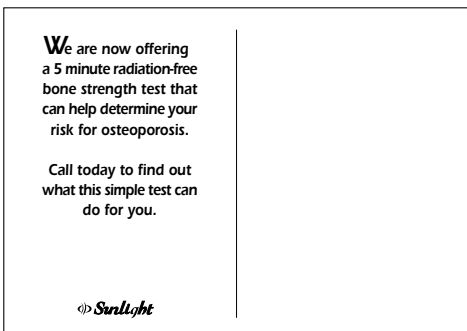 We are now offering
a 5 minute radiation-free
bone strength test that
can help determine your
risk for osteoporosis.
Call today to find out
what this simple test can
do for you.
Sunlight